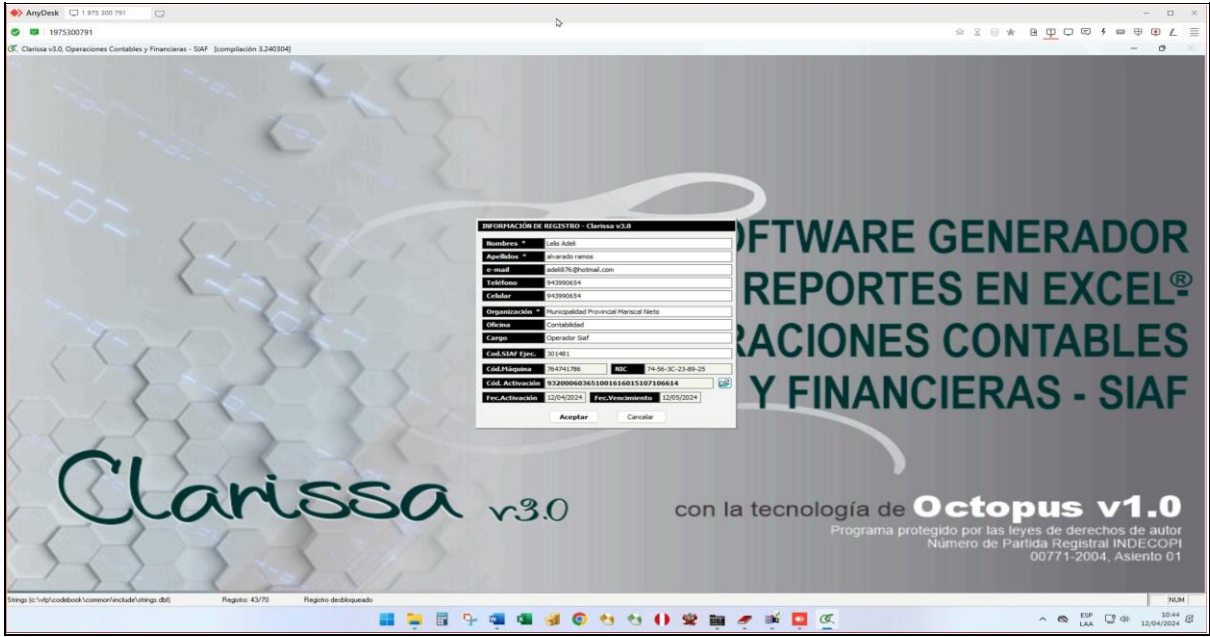 AnyDesk 1 975 300 791
1975300791
Clarissa v3.0, Operaciones Contables y Financieras - SIAF [compilación 3.240304]
INFORMACIÓN DE REGISTRO - Clarissa v3.0
Nombres * Lelis Adeli
Apellidos * alvarado ramos
e-mail adeli876@hotmail.com
Teléfono 943990654
Celular 943990654
Organización * Municipalidad Provincial Mariscal Nieto
Oficina Contabilidad
Cargo Operador Siaf
Cod.SIAF Ejec. 301481
Cód.Máquina 764741786 NIC 74-56-3C-23-89-25
Cód. Activación 932000603651001616015107106614
Fec.Activación 12/04/2024 Fec.Vencimiento 12/05/2024
Aceptar Cancelar
OFTWARE GENERADOR
REPORTES EN EXCEL®
RACIONES CONTABLES
Y FINANCIERAS - SIAF
Clarissa v3.0
con la tecnología de Octopus v1.0
Programa protegido por las leyes de derechos de autor
Número de Partida Registral INDECOPI
00771-2004, Asiento 01
Strings (c:\vfp\codebook\common\include\strings.dbf) Registro: 43/70 Registro desbloqueado NUM
ESP
LAA
10:44
12/04/2024